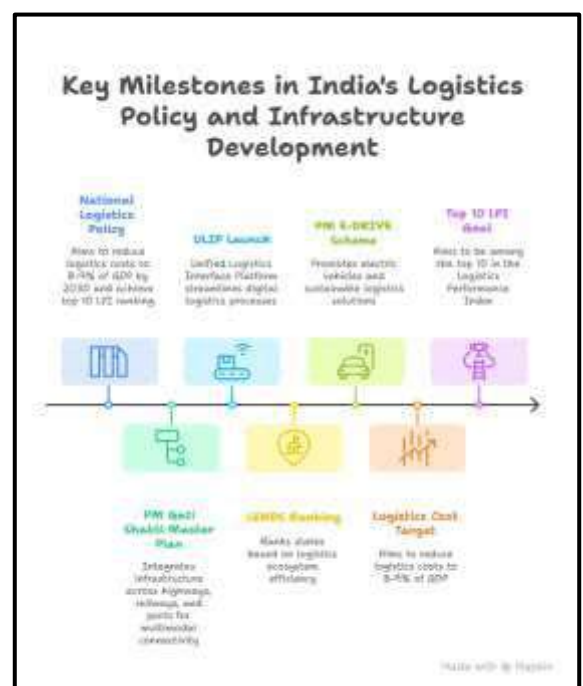 Key Milestones in India's Logistics
Policy and Infrastructure
Development
National
Logistics
Policy
Aims to reduce
logistics costs to
8-9% of GDP by
2030 and achieve
top 10 LPI ranking
ULIP Launch
Unified Logistics
Interface Platform
streamlines digital
logistics processes
PM E-DRIVE
Scheme
Promotes electric
vehicles and
sustainable logistics
solutions
Top 10 LPI
Goal
Aims to be among
the top 10 in the
Logistics
Performance
Index
PM Gati
Shakti Master
Plan
Integrates
infrastructure
across highways,
railways, and
ports for
multimodal
connectivity
LEADS Ranking
Ranks states
based on logistics
ecosystem
efficiency
Logistics Cost
Target
Aims to reduce
logistics costs to
8-9% of GDP
Made with Napkin